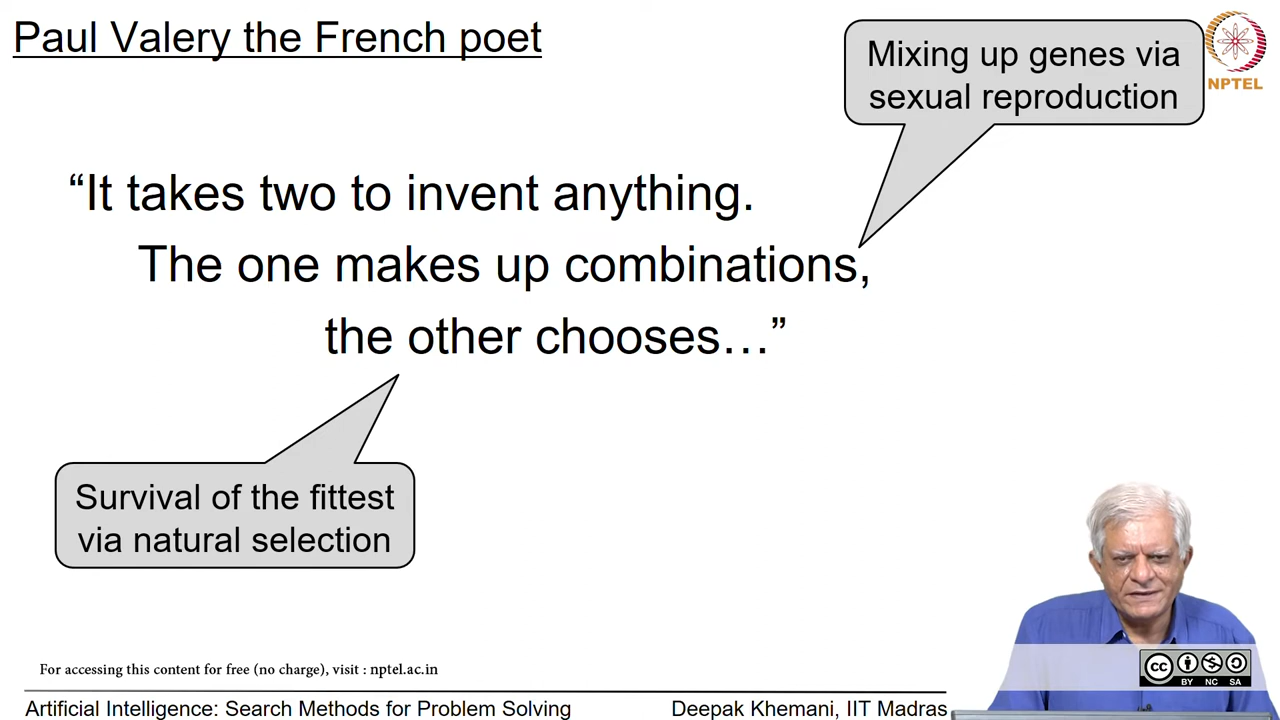 Paul Valery the French poet
Mixing up genes via
sexual reproduction
NPTEL
“It takes two to invent anything.
The one makes up combinations,
the other chooses…”
Survival of the fittest
via natural selection
For accessing this content for free (no charge), visit : nptel.ac.in
CC BY NC SA
Artificial Intelligence: Search Methods for Problem Solving
Deepak Khemani, IIT Madras